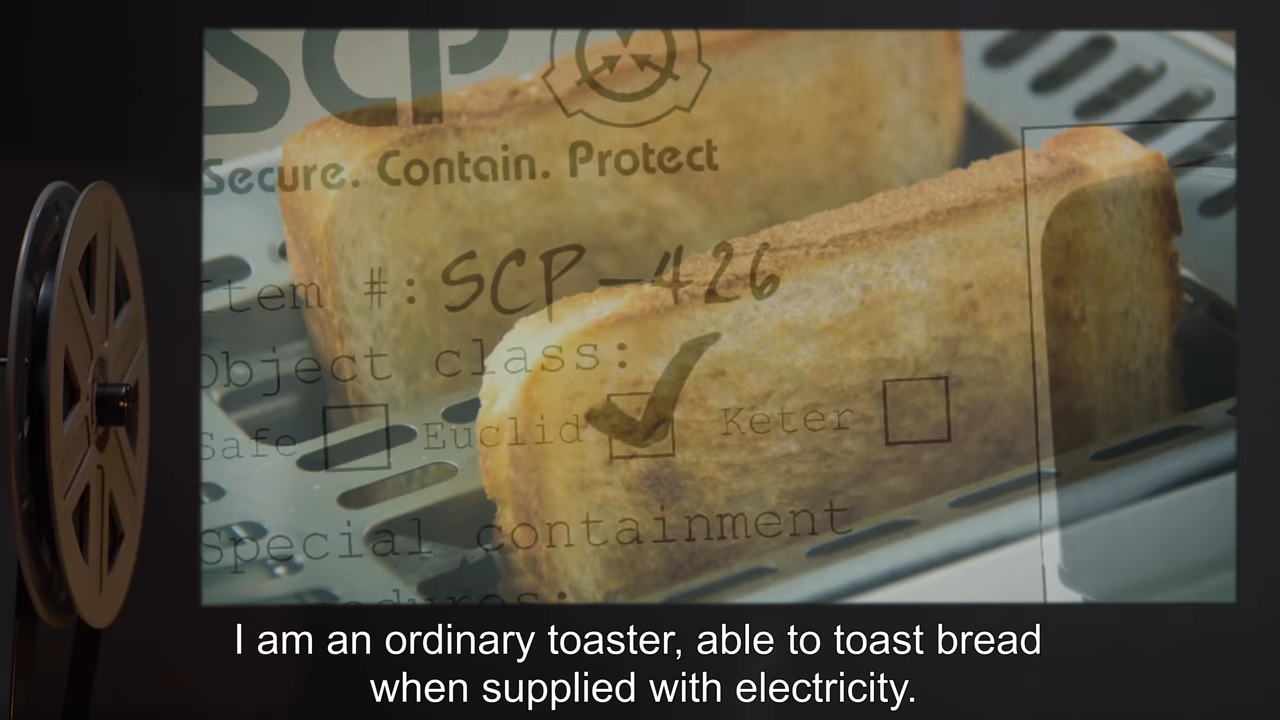 SCP
Secure. Contain. Protect
Item #: SCP-426
Object class:
Safe Euclid Keter
Special containment
I am an ordinary toaster, able to toast bread
when supplied with electricity.